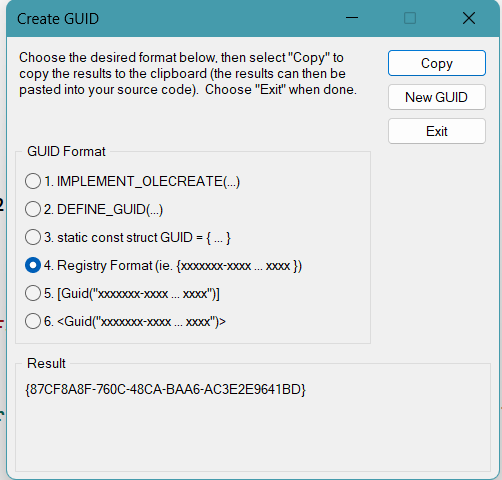 Create GUID
Choose the desired format below, then select "Copy" to
copy the results to the clipboard (the results can then be
pasted into your source code).  Choose "Exit" when done.
Copy
New GUID
Exit
GUID Format
1. IMPLEMENT_OLECREATE(...)
2. DEFINE_GUID(...)
3. static const struct GUID = { ... }
4. Registry Format (ie. {xxxxxxx-xxxx ... xxxx })
5. [Guid("xxxxxxx-xxxx ... xxxx")]
6. <Guid("xxxxxxx-xxxx ... xxxx")>
Result
{87CF8A8F-760C-48CA-BAA6-AC3E2E9641BD}